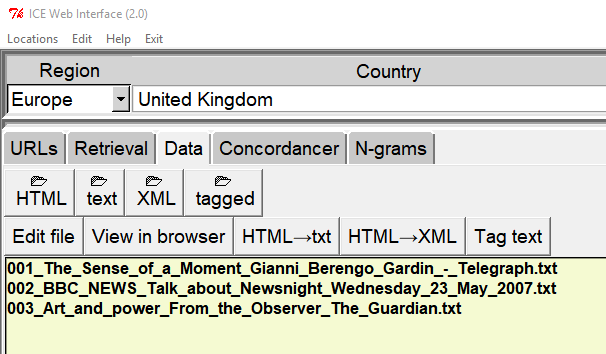 ICE Web Interface (2.0)
Locations Edit Help Exit
Region Country
Europe United Kingdom
URLs Retrieval Data Concordancer N-grams
HTML text XML tagged
Edit file View in browser HTML→txt HTML→XML Tag text
001_The_Sense_of_a_Moment_Gianni_Berengo_Gardin_-_Telegraph.txt
002_BBC_NEWS_Talk_about_Newsnight_Wednesday_23_May_2007.txt
003_Art_and_power_From_the_Observer_The_Guardian.txt